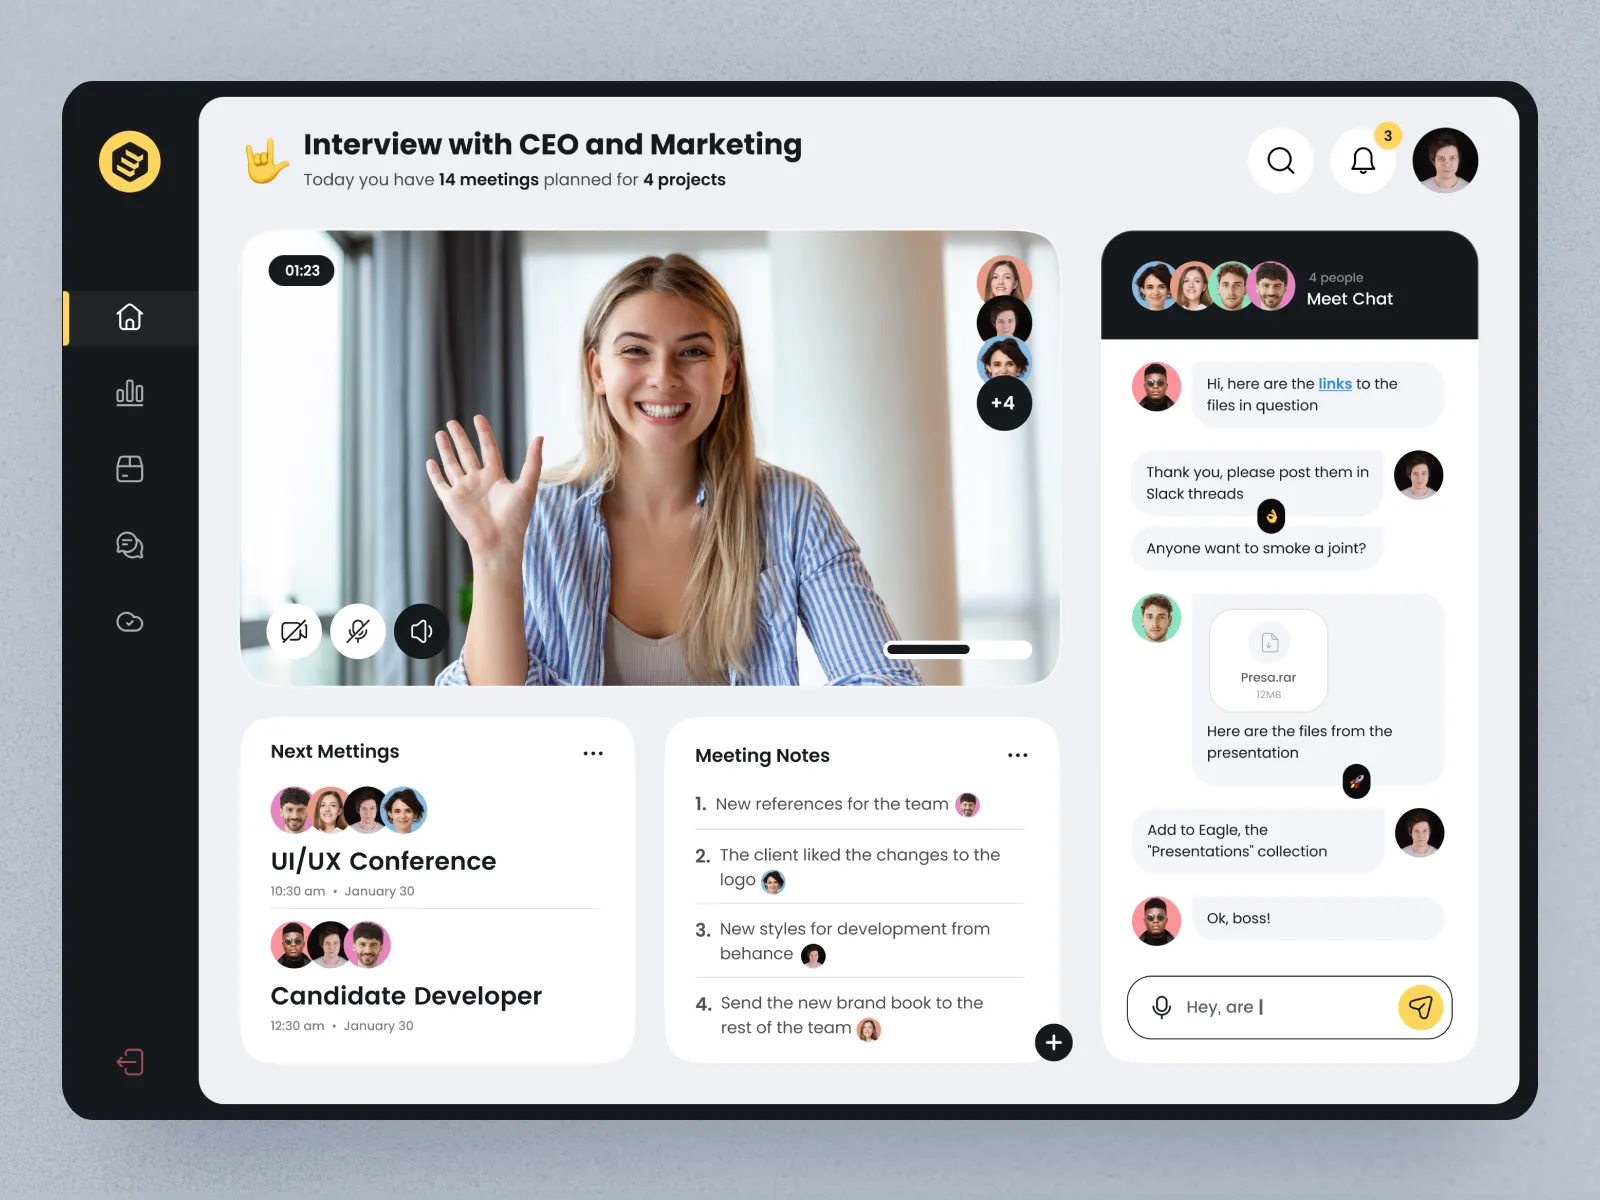 Interview with CEO and Marketing
Today you have 14 meetings planned for 4 projects
3
01:23
+4
4 people
Meet Chat
Hi, here are the links to the
files in question
Thank you, please post them in
Slack threads
Anyone want to smoke a joint?
Presa.rar
12MB
Here are the files from the
presentation
Add to Eagle, the
"Presentations" collection
Ok, boss!
Hey, are
Next Mettings
UI/UX Conference
10:30 am • January 30
Candidate Developer
12:30 am • January 30
Meeting Notes
1. New references for the team
2. The client liked the changes to the
logo
3. New styles for development from
behance
4. Send the new brand book to the
rest of the team